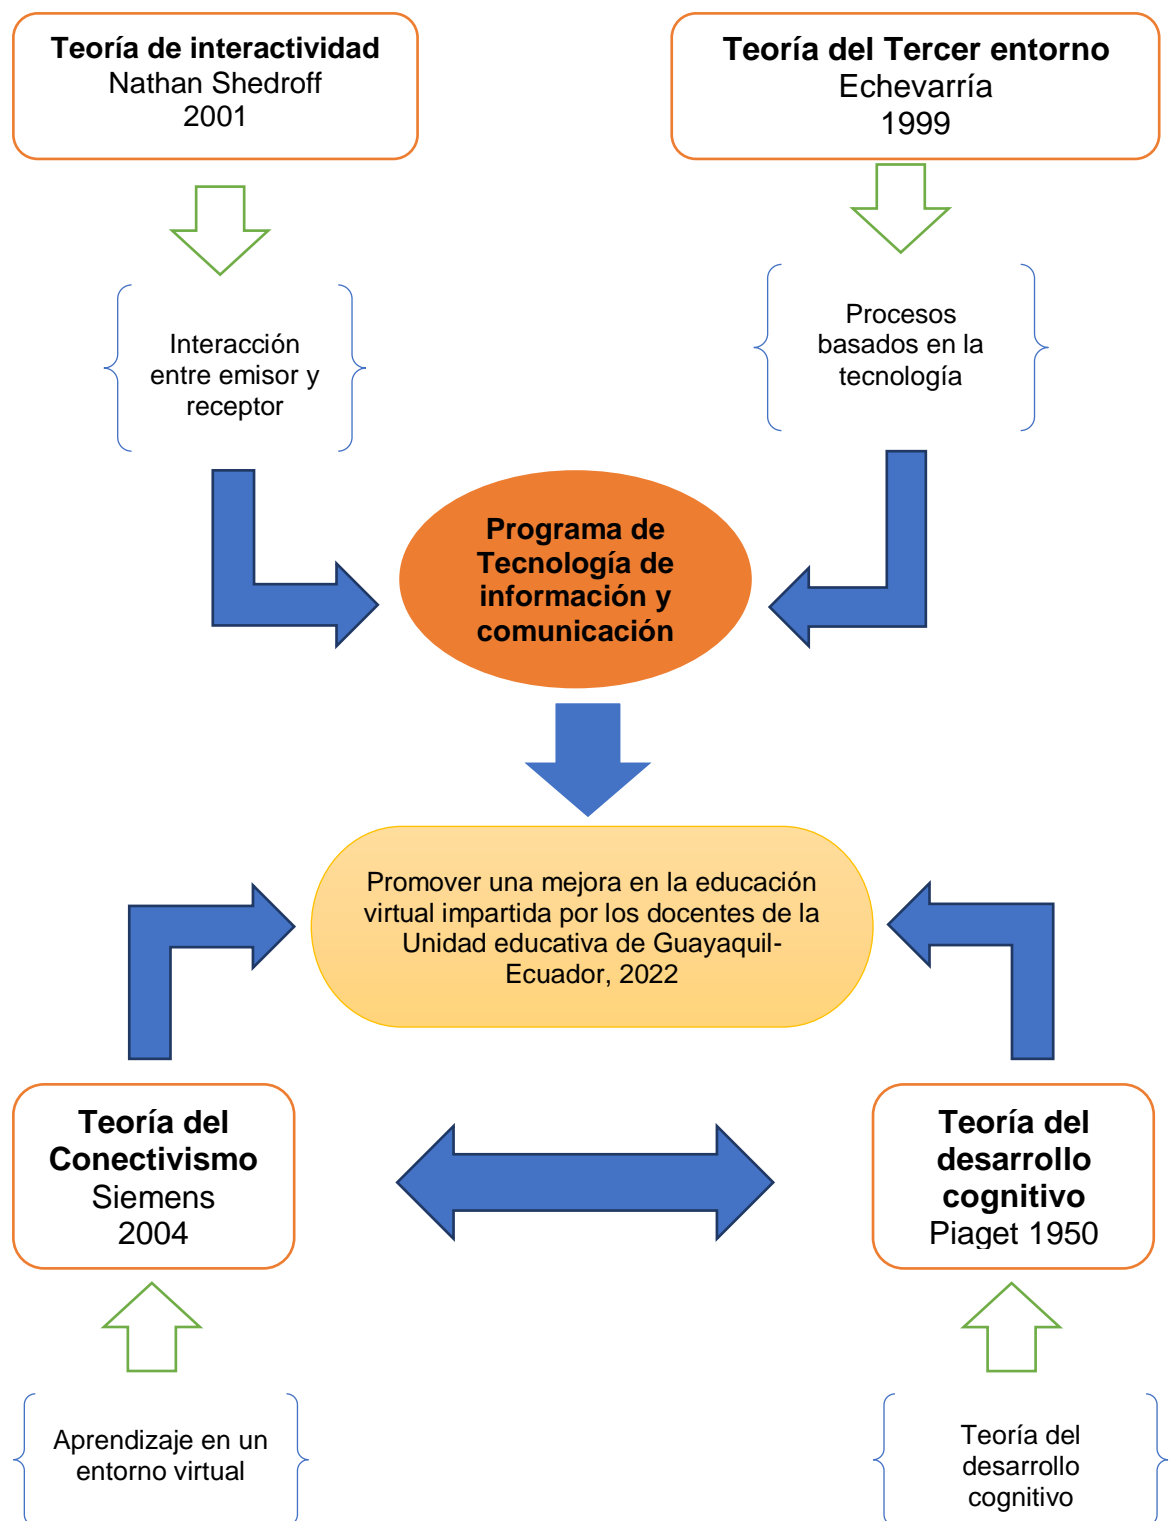 Teoría de interactividad
Nathan Shedroff
2001
Teoría del Tercer entorno
Echevarría
1999
Interacción
entre emisor y
receptor
Procesos
basados en la
tecnología
Programa de
Tecnología de
información y
comunicación
Promover una mejora en la educación
virtual impartida por los docentes de la
Unidad educativa de Guayaquil-
Ecuador, 2022
Teoría del
Conectivismo
Siemens
2004
Teoría del
desarrollo
cognitivo
Piaget 1950
Aprendizaje en un
entorno virtual
Teoría del
desarrollo
cognitivo